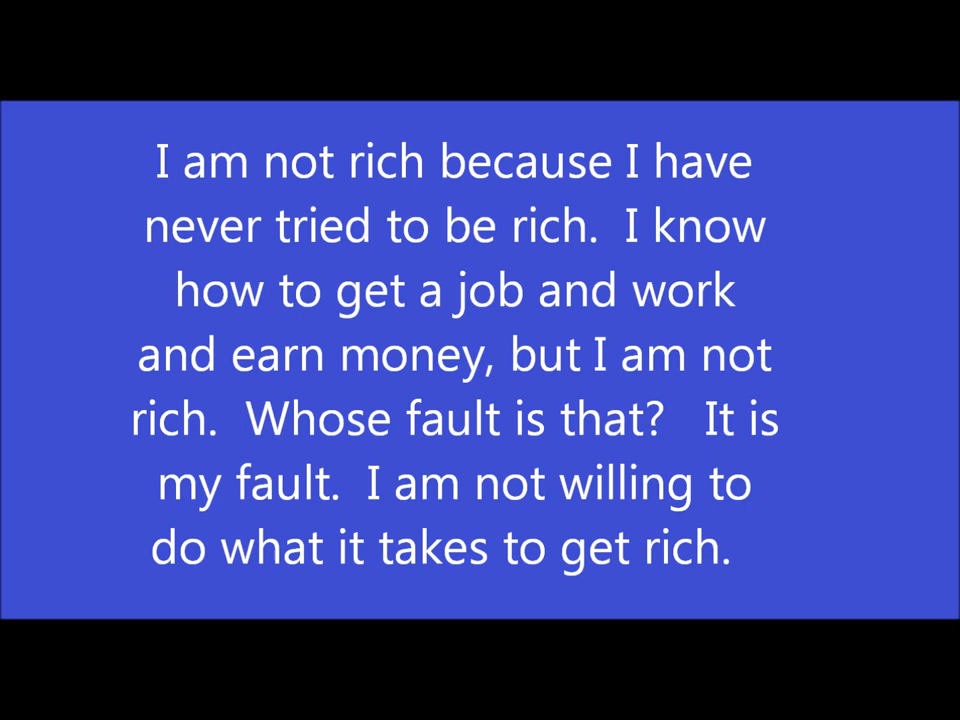 I am not rich because I have
never tried to be rich.  I know
how to get a job and work
and earn money, but I am not
rich.  Whose fault is that?   It is
my fault.  I am not willing to
do what it takes to get rich.